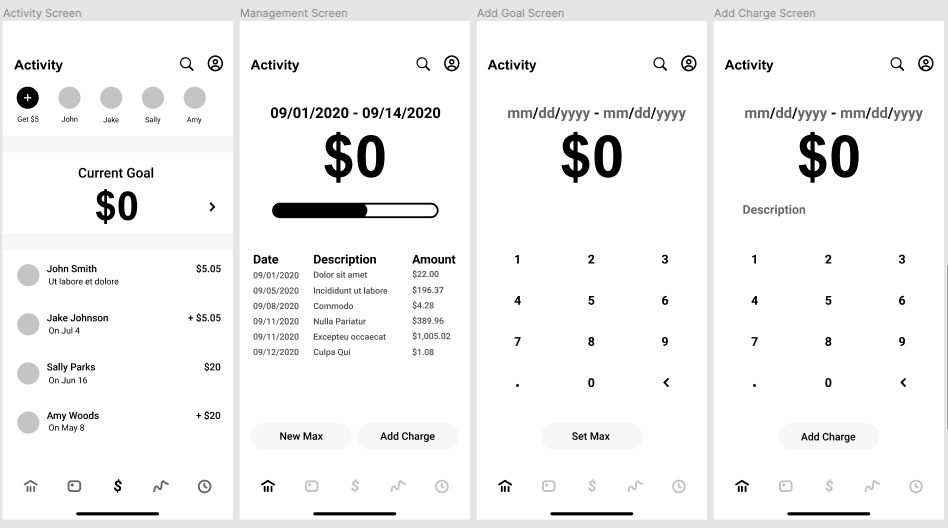 Activity Screen
Activity
+
Get $5 John Jake Sally Amy
Current Goal
$0
John Smith $5.05
Ut labore et dolore
Jake Johnson + $5.05
On Jul 4
Sally Parks $20
On Jun 16
Amy Woods + $20
On May 8
$
Management Screen
Activity
09/01/2020 - 09/14/2020
$0
Date Description Amount
09/01/2020 Dolor sit amet $22.00
09/05/2020 Incididunt ut labore $196.37
09/08/2020 Commodo $4.28
09/11/2020 Nulla Pariatur $389.96
09/11/2020 Excepteu occaecat $1,005.02
09/12/2020 Culpa Qui $1.08
New Max Add Charge
$
Add Goal Screen
Activity
mm/dd/yyyy - mm/dd/yyyy
$0
1 2 3
4 5 6
7 8 9
. 0
Set Max
$
Add Charge Screen
Activity
mm/dd/yyyy - mm/dd/yyyy
$0
Description
1 2 3
4 5 6
7 8 9
. 0
Add Charge
$